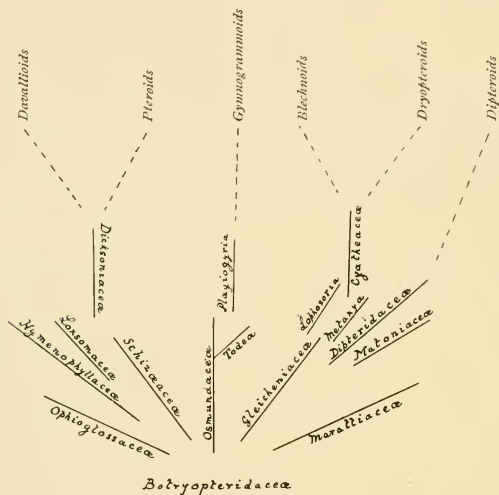 Davallioids
Pteroids
Gymnogrammoids
Blechnoids
Dryopteroids
Dipteroids
Dicksoniaceæ
Plagiogyria
Cyatheaceæ
Lophosoria
Metaxya
Dipteridaceæ
Matoniaceæ
Loxsomaceæ
Hymenophyllaceæ
Schizæaceæ
Osmundaceæ
Todea
Gleicheniaceæ
Ophioglossaceæ
Marattiaceæ
Botryopteridaceæ